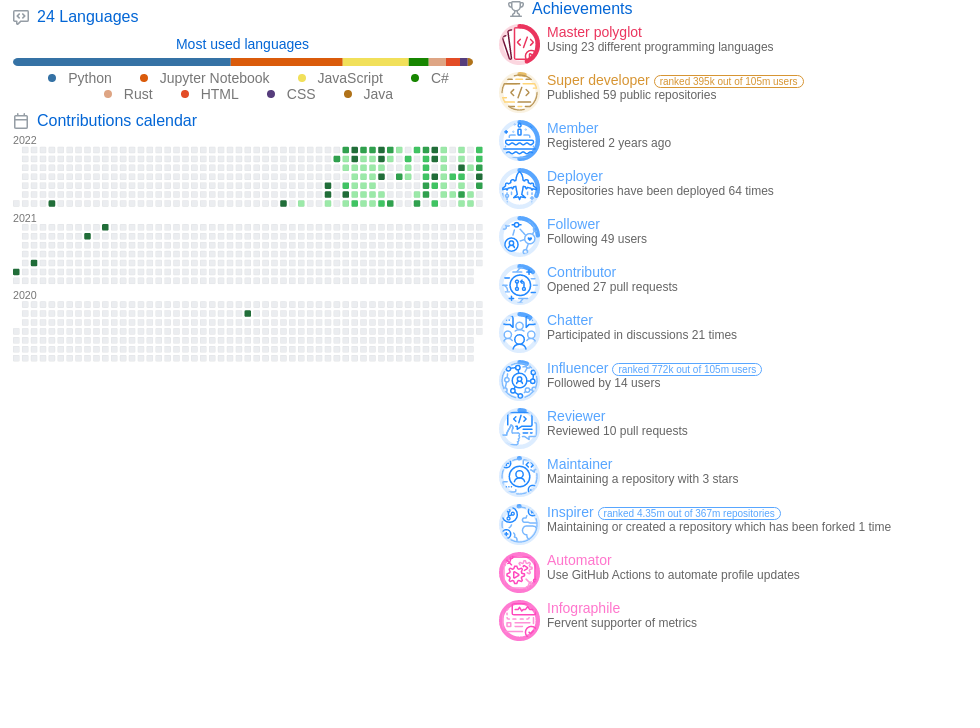 24 Languages
Most used languages
Python Jupyter Notebook JavaScript C#
Rust HTML CSS Java
Contributions calendar
2022
2021
2020
Achievements
Master polyglot
Using 23 different programming languages
Super developer ranked 395k out of 105m users
Published 59 public repositories
Member
Registered 2 years ago
Deployer
Repositories have been deployed 64 times
Follower
Following 49 users
Contributor
Opened 27 pull requests
Chatter
Participated in discussions 21 times
Influencer ranked 772k out of 105m users
Followed by 14 users
Reviewer
Reviewed 10 pull requests
Maintainer
Maintaining a repository with 3 stars
Inspirer ranked 4.35m out of 367m repositories
Maintaining or created a repository which has been forked 1 time
Automator
Use GitHub Actions to automate profile updates
Infographile
Fervent supporter of metrics